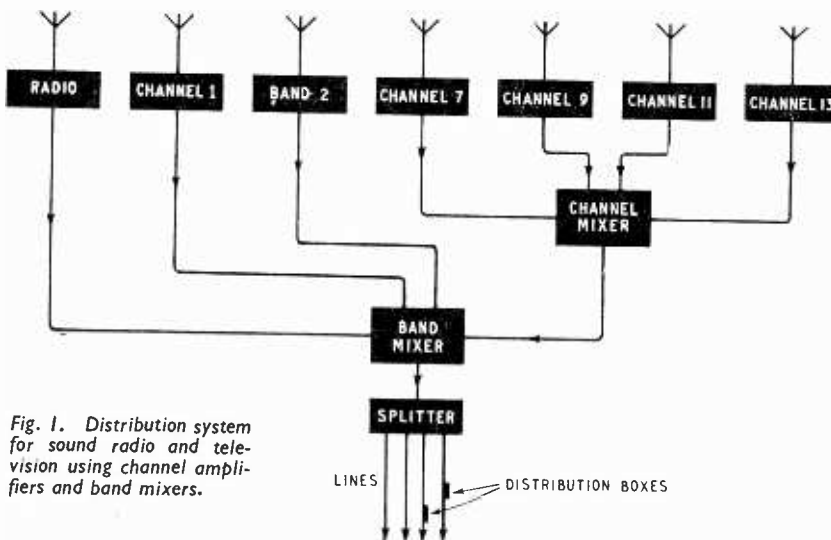 RADIO
CHANNEL 1
BAND 2
CHANNEL 7
CHANNEL 9
CHANNEL 11
CHANNEL 13
CHANNEL
MIXER
BAND
MIXER
SPLITTER
Fig. 1. Distribution system
for sound radio and tele-
vision using channel ampli-
fiers and band mixers.
LINES
DISTRIBUTION BOXES